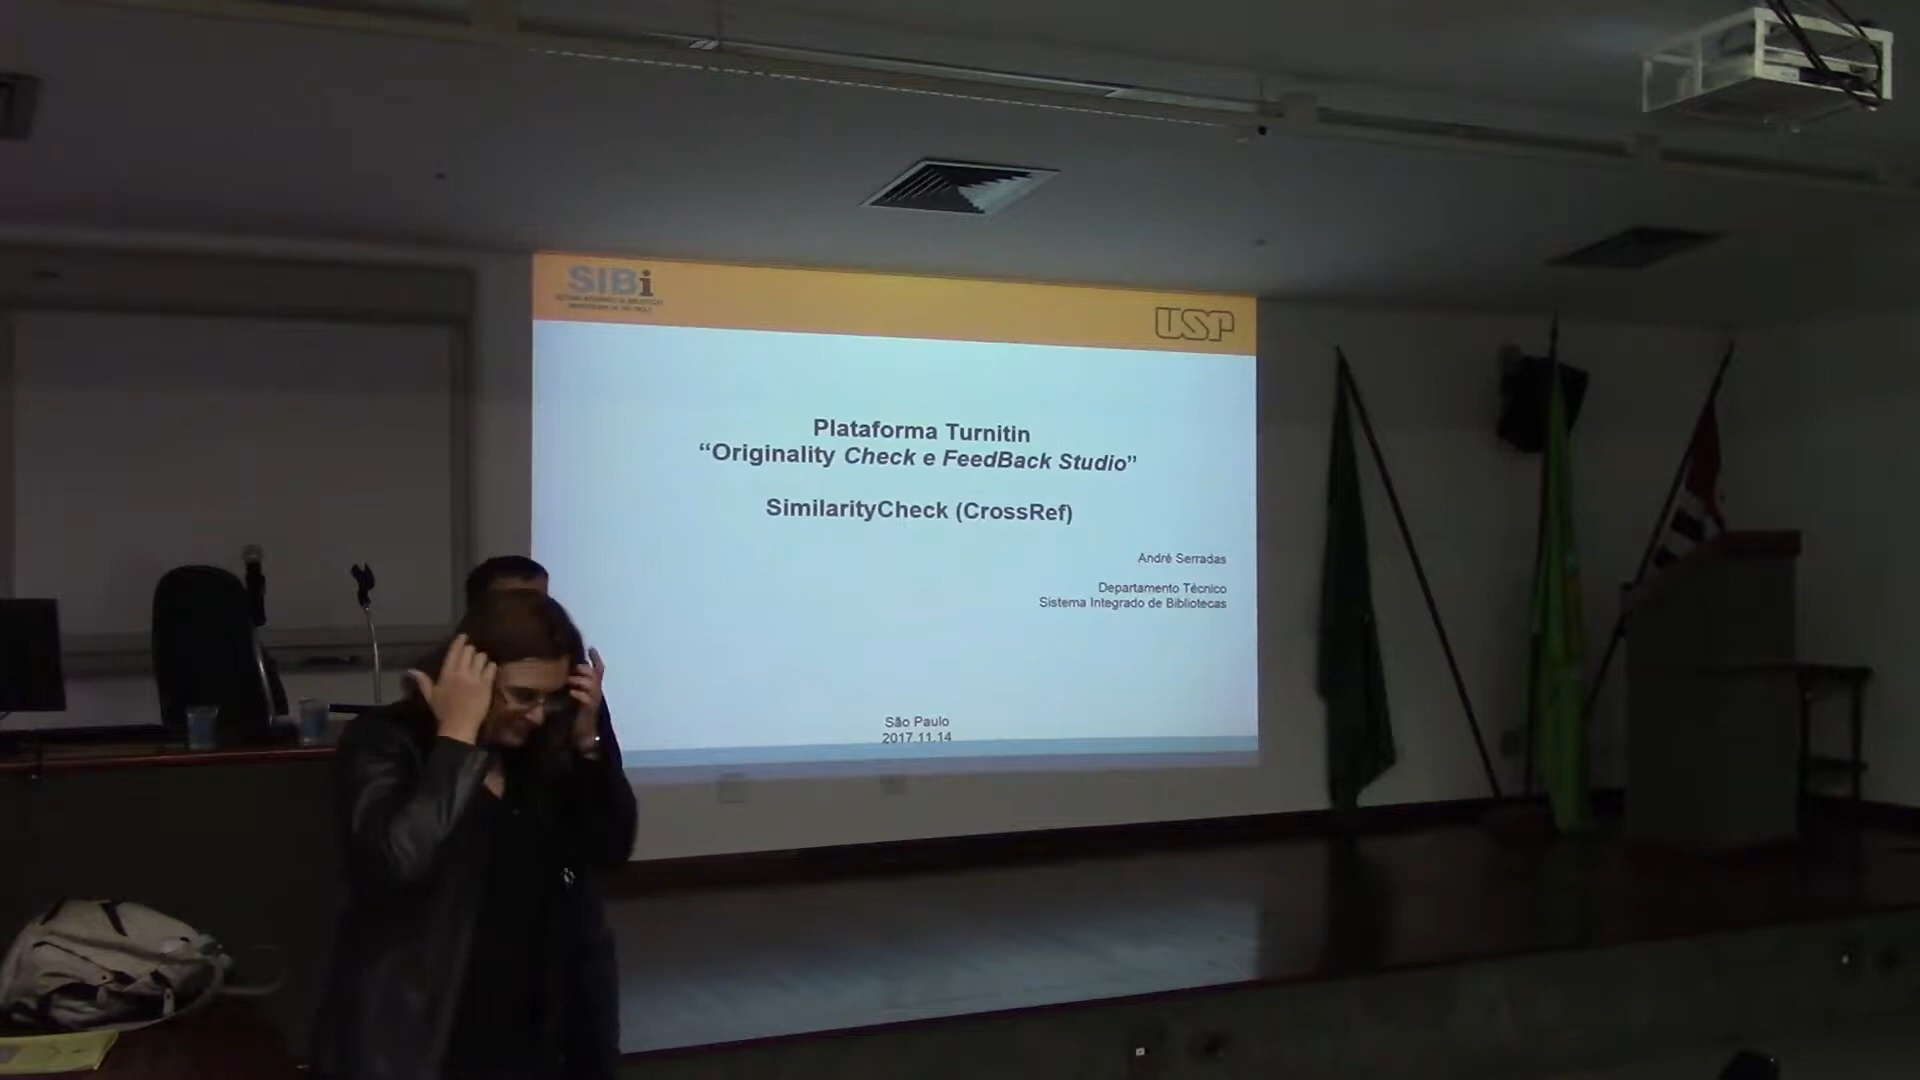 SIBi
USP
Plataforma Turnitin
“Originality Check e FeedBack Studio”
SimilarityCheck (CrossRef)
André Serradas
Departamento Técnico
Sistema Integrado de Bibliotecas
São Paulo
2017.11.14